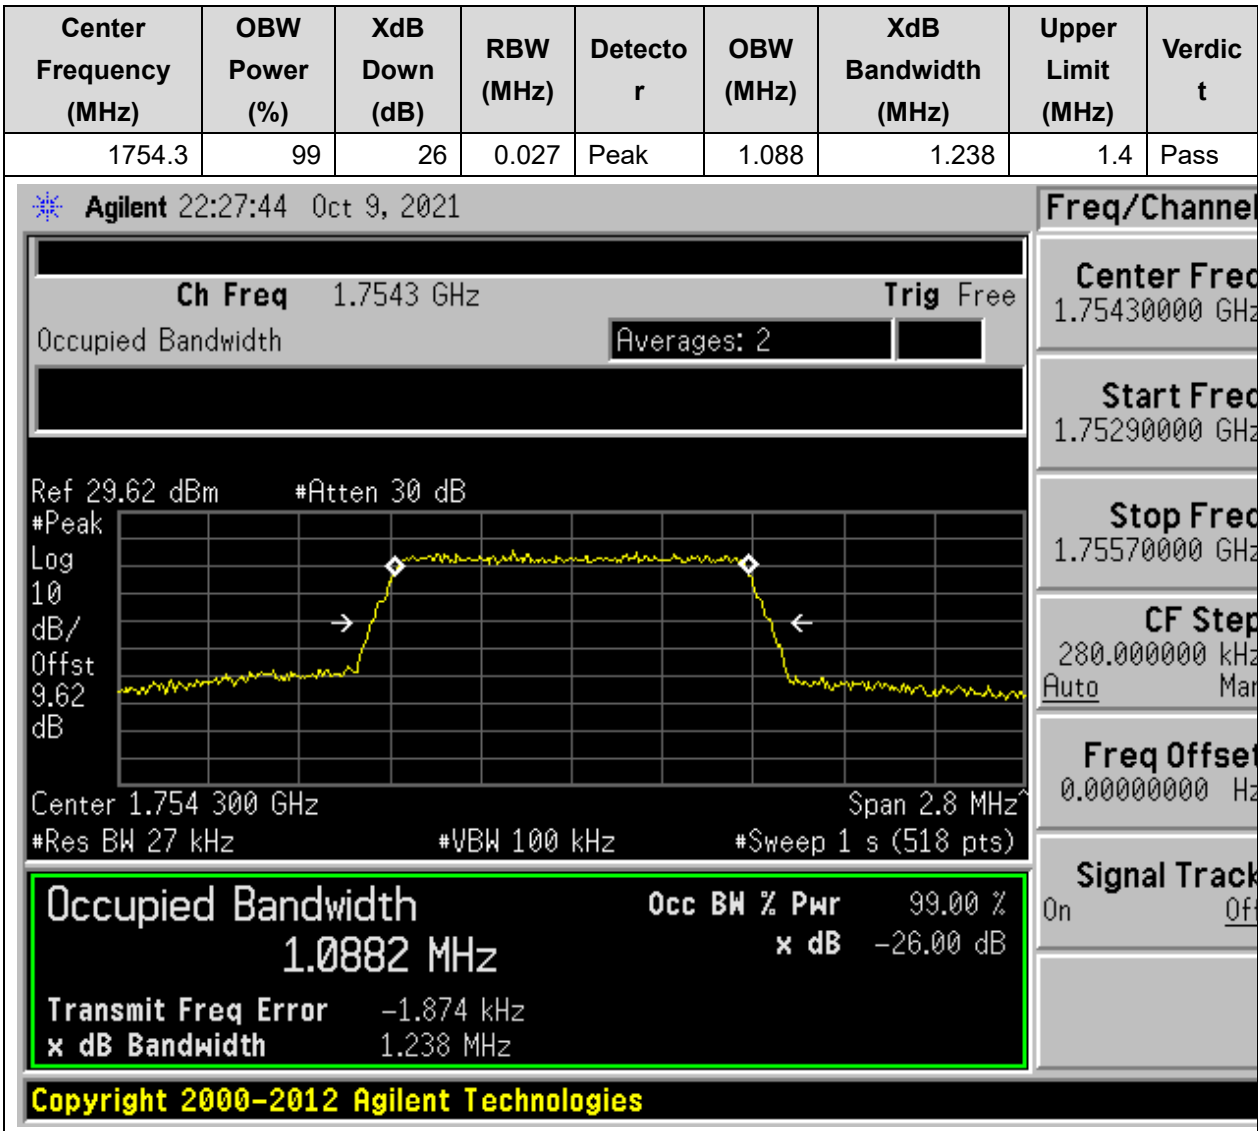 Center Frequency (MHz) OBW Power (%) XdB Down (dB) RBW (MHz) Detector OBW (MHz) XdB Bandwidth (MHz) Upper Limit (MHz) Verdict
1754.3 99 26 0.027 Peak 1.088 1.238 1.4 Pass
Agilent 22:27:44 Oct 9, 2021
Freq/Channel
Ch Freq 1.7543 GHz Trig Free
Occupied Bandwidth Averages: 2
Center Freq
1.75430000 GHz
Start Freq
1.75290000 GHz
Stop Freq
1.75570000 GHz
CF Step
280.000000 kHz
Auto Man
Freq Offset
0.00000000 Hz
Signal Track
On Off
Ref 29.62 dBm #Atten 30 dB
#Peak
Log
10
dB/
Offst
9.62
dB
Center 1.754 300 GHz Span 2.8 MHz^
#Res BW 27 kHz #VBW 100 kHz #Sweep 1 s (518 pts)
Occupied Bandwidth Occ BW % Pwr 99.00 %
1.0882 MHz x dB -26.00 dB
Transmit Freq Error -1.874 kHz
x dB Bandwidth 1.238 MHz
Copyright 2000-2012 Agilent Technologies